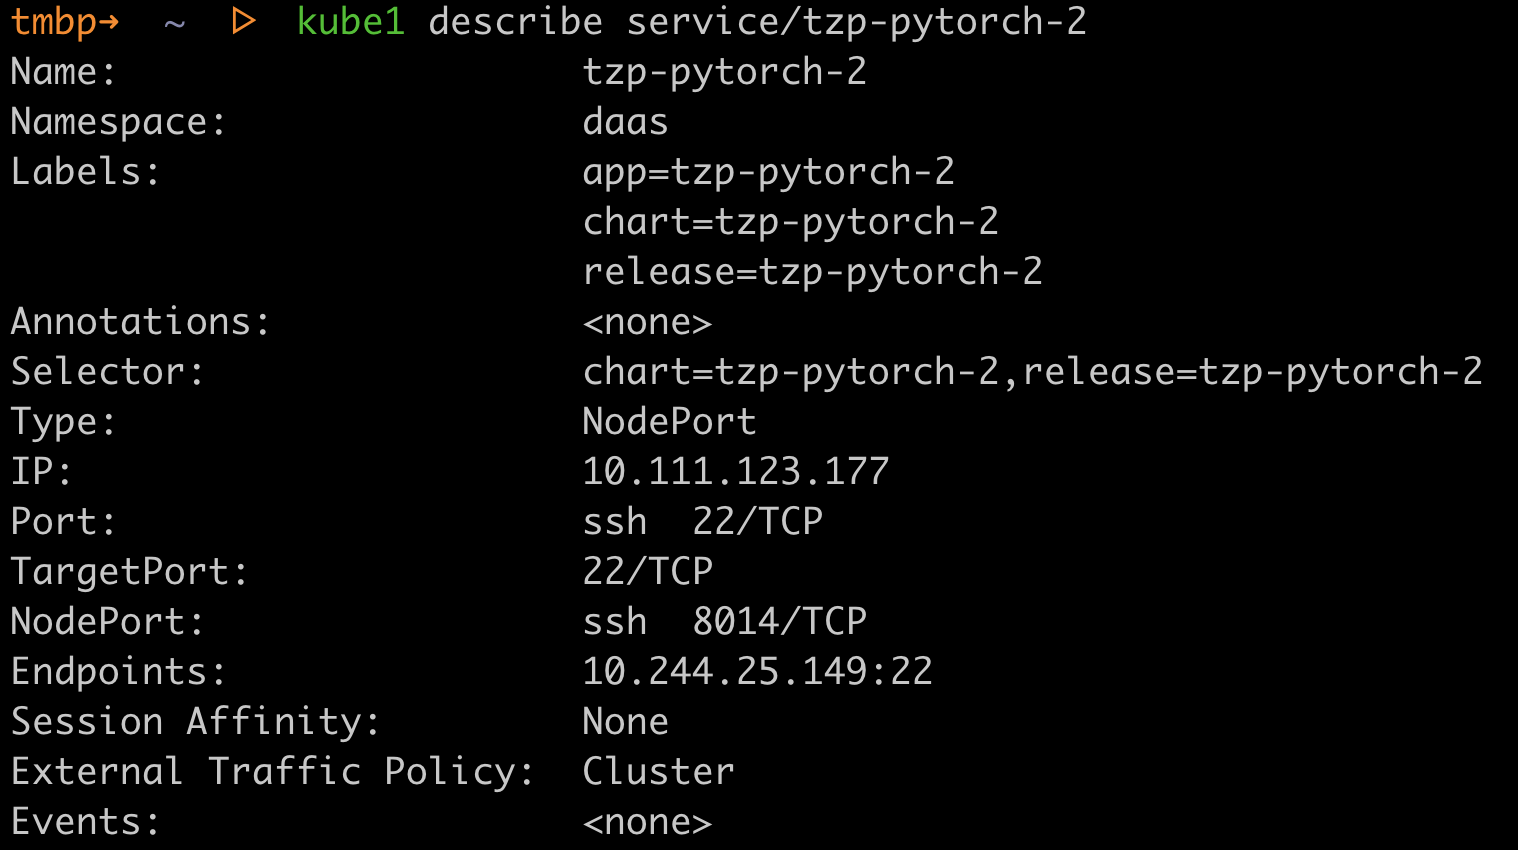 tmbp→ ~ ▷ kube1 describe service/tzp-pytorch-2
Name: tzp-pytorch-2
Namespace: daas
Labels: app=tzp-pytorch-2
chart=tzp-pytorch-2
release=tzp-pytorch-2
Annotations: <none>
Selector: chart=tzp-pytorch-2,release=tzp-pytorch-2
Type: NodePort
IP: 10.111.123.177
Port: ssh 22/TCP
TargetPort: 22/TCP
NodePort: ssh 8014/TCP
Endpoints: 10.244.25.149:22
Session Affinity: None
External Traffic Policy: Cluster
Events: <none>